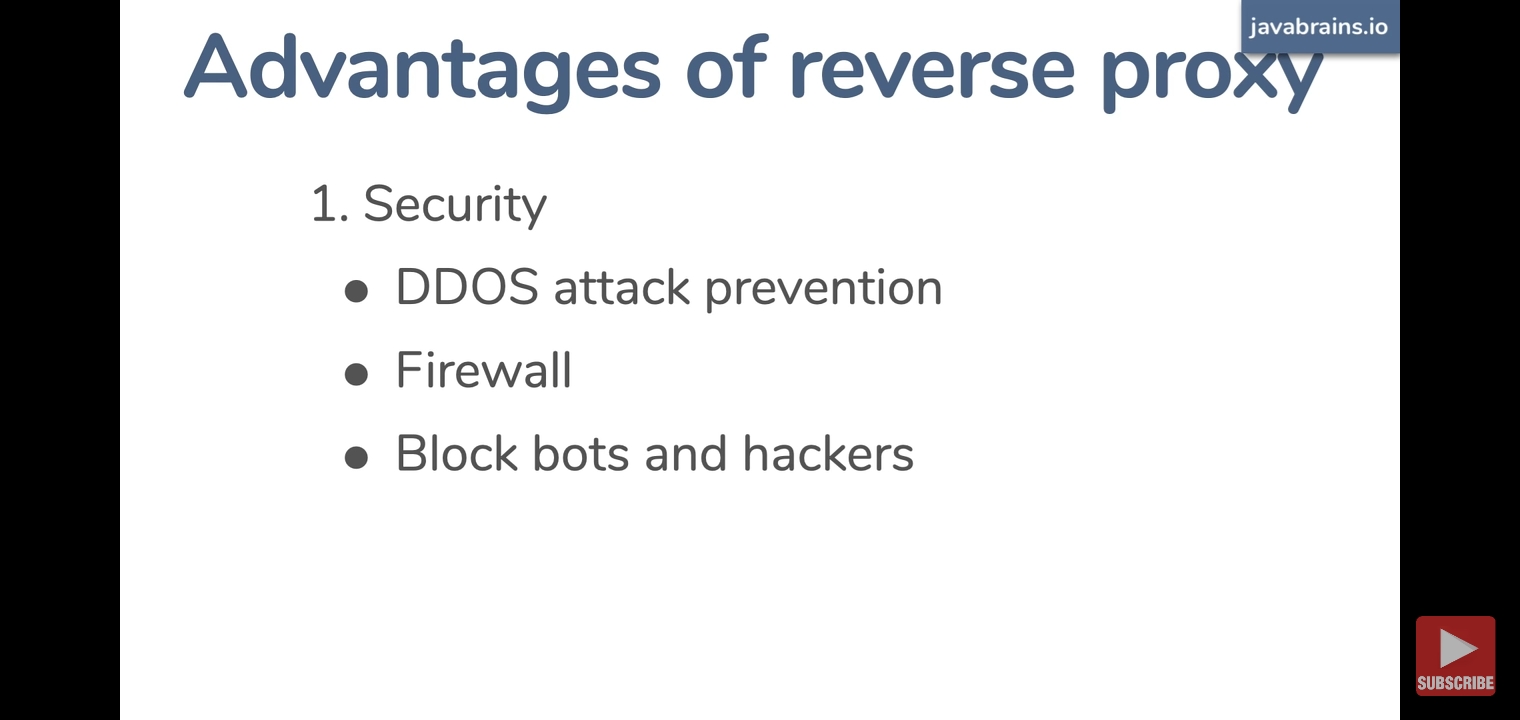 javabrains.io
Advantages of reverse proxy
1. Security
● DDOS attack prevention
● Firewall
● Block bots and hackers
SUBSCRIBE